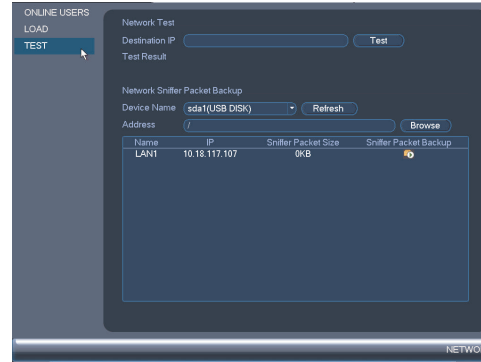 ONLINE USERS
LOAD
TEST
Network Test
Destination IP Test
Test Result
Network Sniffer Packet Backup
Device Name sda1(USB DISK) Refresh
Address / Browse
Name IP Sniffer Packet Size Sniffer Packet Backup
LAN1 10.18.117.107 0KB
NETWO